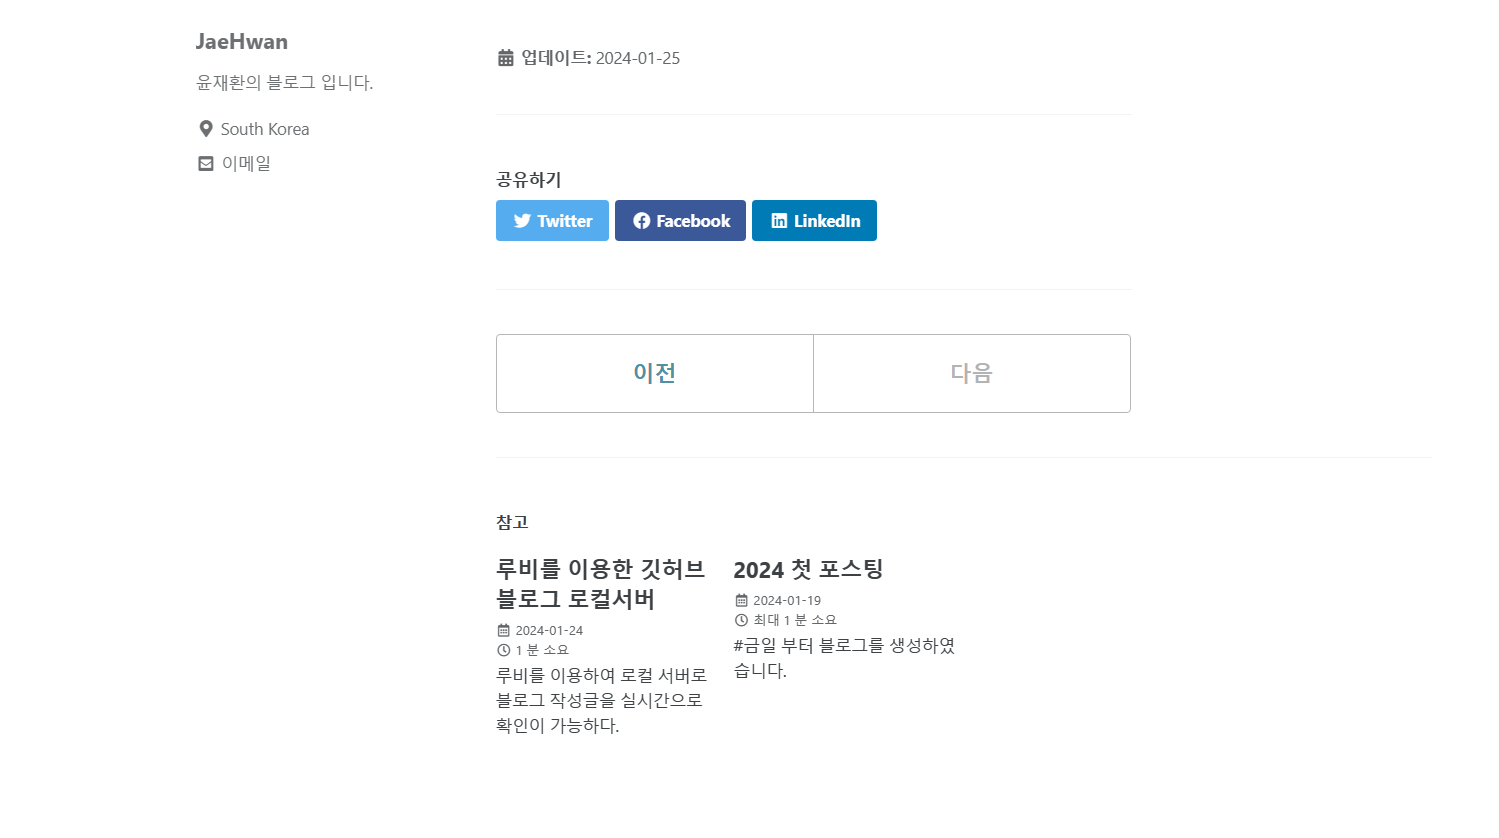 JaeHwan
윤재환의 블로그 입니다.
South Korea
이메일
업데이트: 2024-01-25
공유하기
Twitter
Facebook
LinkedIn
이전
다음
참고
루비를 이용한 깃허브
블로그 로컬서버
2024-01-24
1 분 소요
루비를 이용하여 로컬 서버로
블로그 작성글을 실시간으로
확인이 가능하다.
2024 첫 포스팅
2024-01-19
최대 1 분 소요
#금일 부터 블로그를 생성하였
습니다.